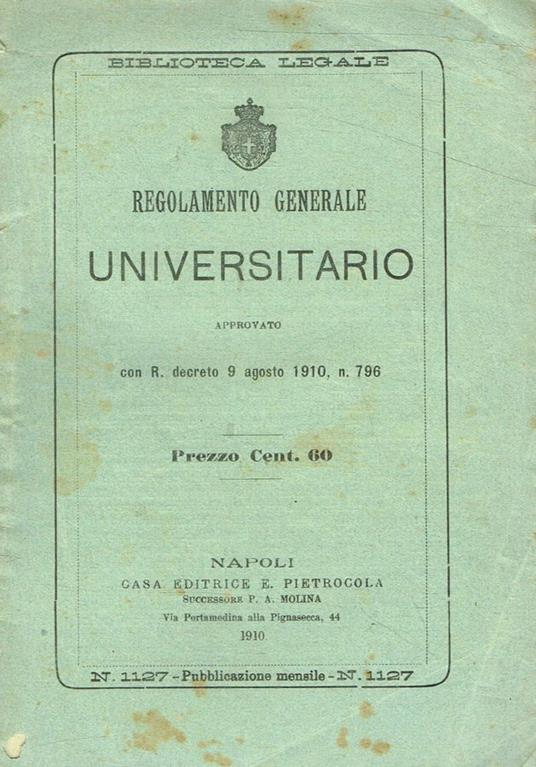 BIBLIOTECA LEGALE
REGOLAMENTO GENERALE
UNIVERSITARIO
APPROVATO
con R. decreto 9 agosto 1910, n. 796
Prezzo Cent. 60
NAPOLI
CASA EDITRICE E. PIETROCOLA
SUCCESSORE P. A. MOLINA
Via Portamedina alla Pignasecca, 44
1910
N. 1127 - Pubblicazione mensile - N. 1127